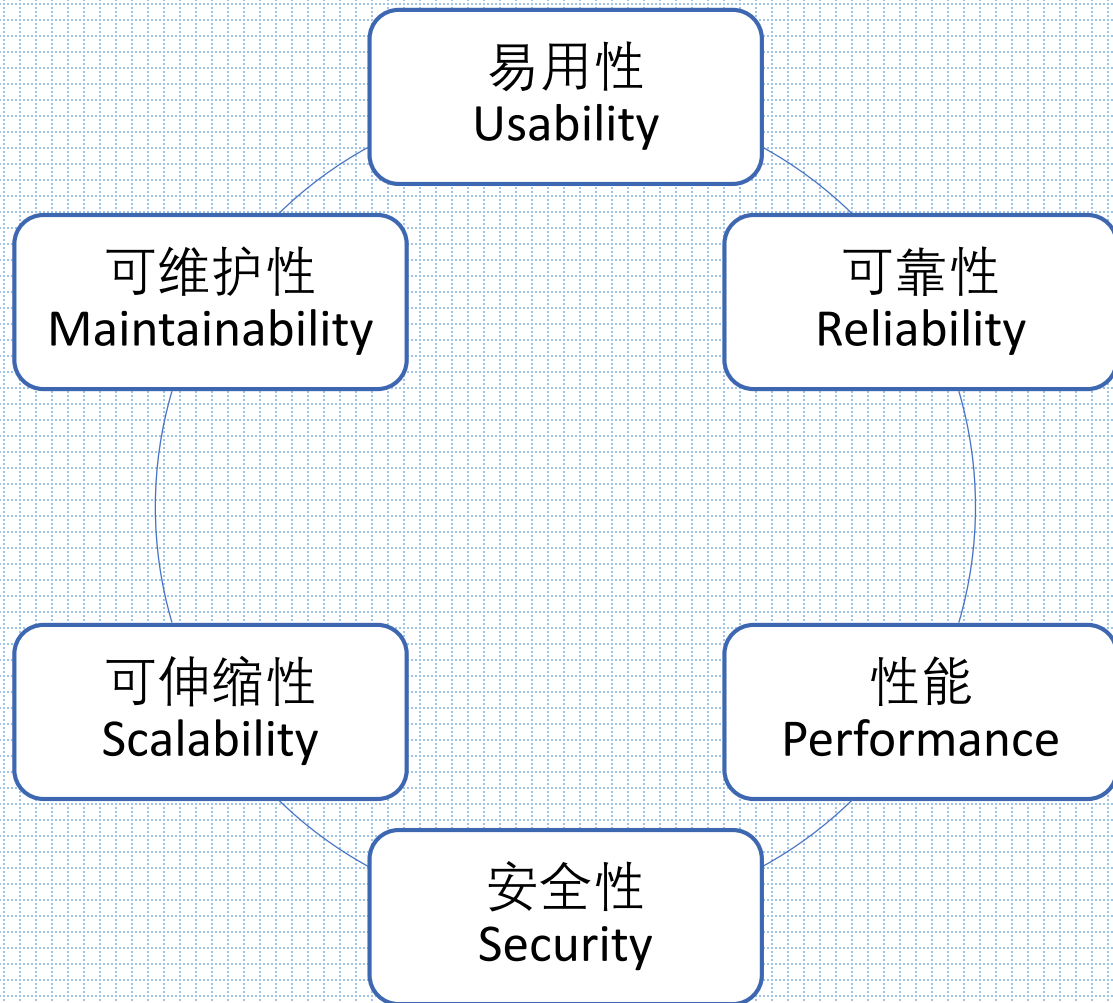 易用性
Usability
可维护性
Maintainability
可靠性
Reliability
可伸缩性
Scalability
性能
Performance
安全性
Security